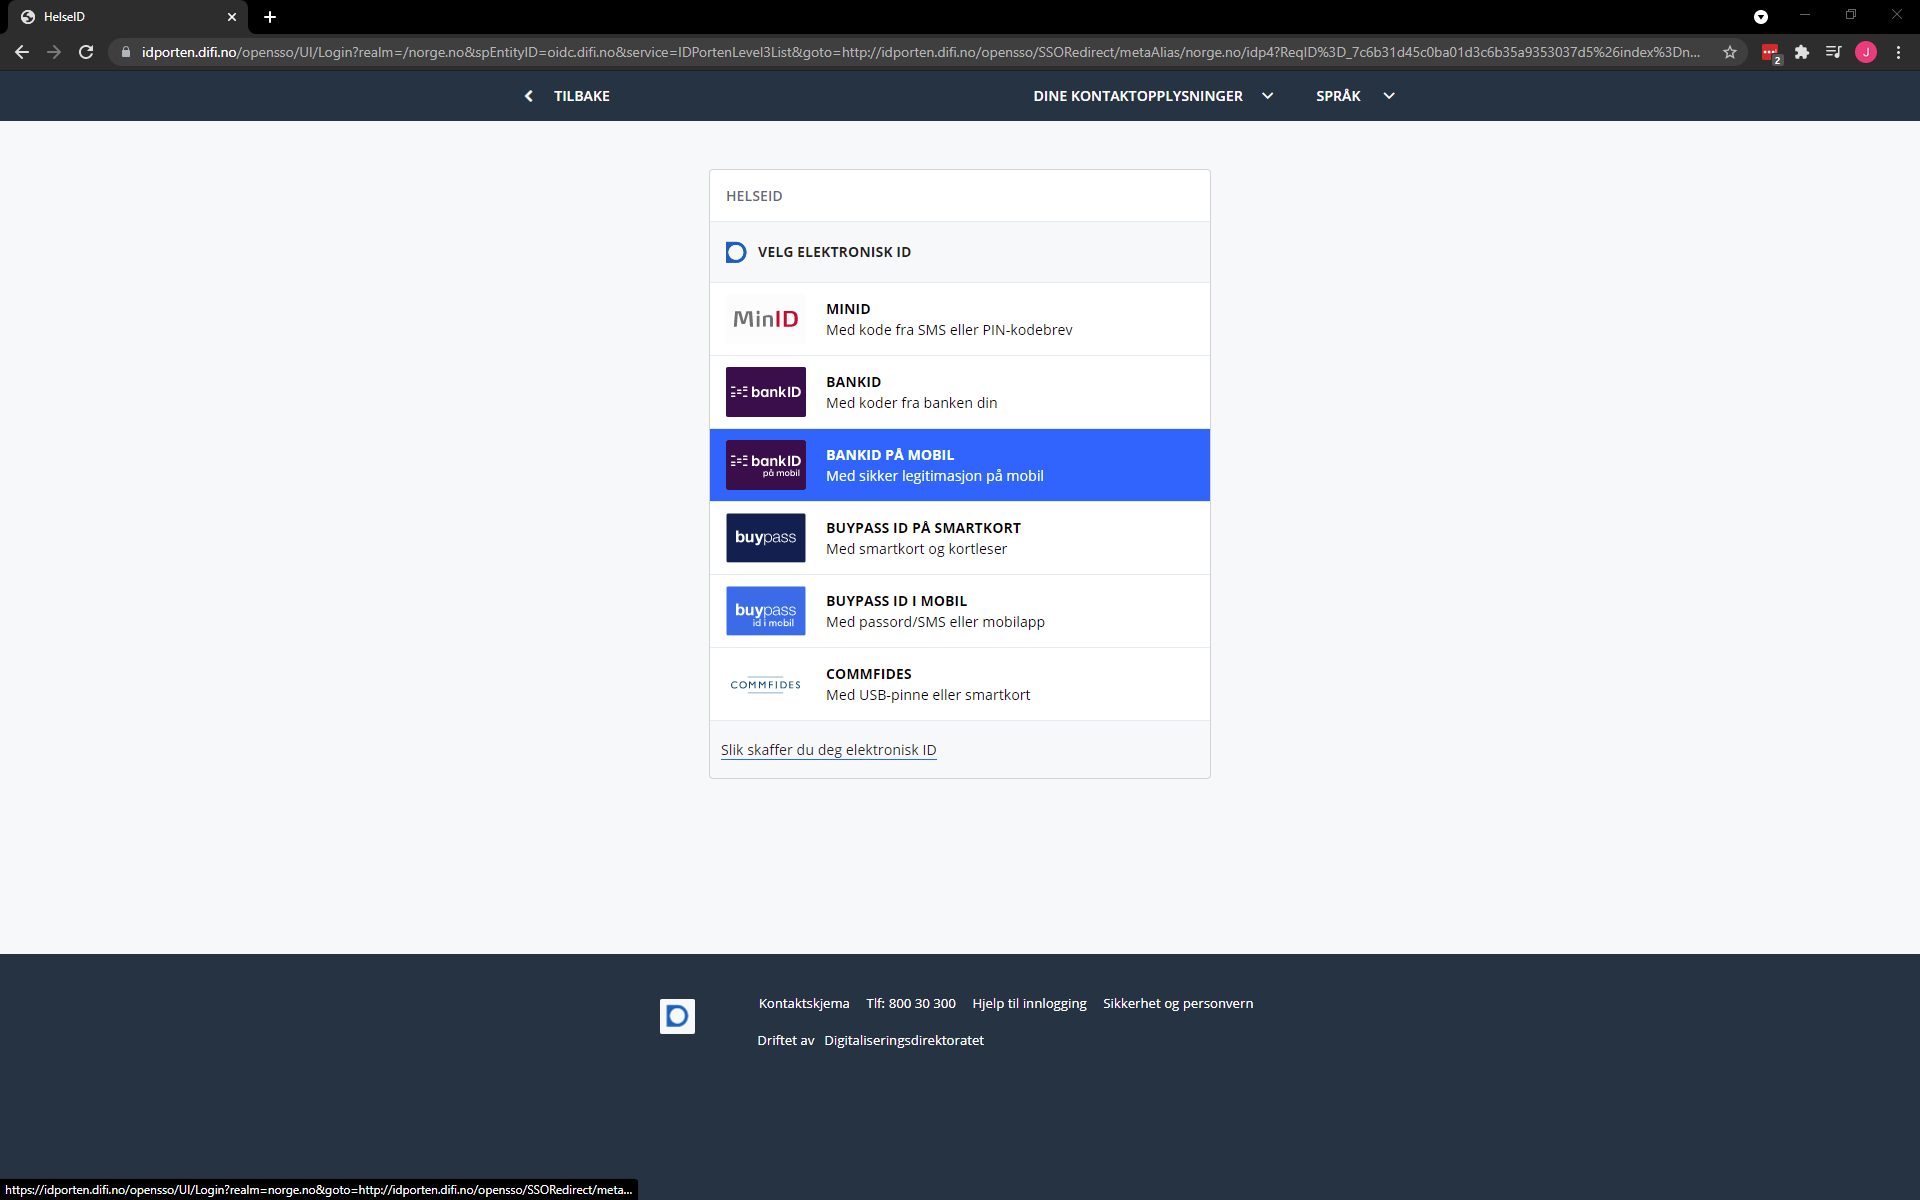 HelseID
idporten.difi.no/opensso/UI/Login?realm=/norge.no&spEntityID=oidc.difi.no&service=IDPortenLevel3List&goto=http://idporten.difi.no/opensso/SSORedirect/metaAlias/norge.no/idp4?ReqID%3D_7c6b31d45c0ba01d3c6b35a9353037d5%26index%3Dn...
2
J
TILBAKE
DINE KONTAKTOPPLYSNINGER
SPRÅK
HELSEID
VELG ELEKTRONISK ID
MinID
MINID
Med kode fra SMS eller PIN-kodebrev
bankID
BANKID
Med koder fra banken din
bankID
på mobil
BANKID PÅ MOBIL
Med sikker legitimasjon på mobil
buypass
BUYPASS ID PÅ SMARTKORT
Med smartkort og kortleser
buypass
id i mobil
BUYPASS ID I MOBIL
Med passord/SMS eller mobilapp
COMMFIDES
COMMFIDES
Med USB-pinne eller smartkort
Slik skaffer du deg elektronisk ID
Kontaktskjema Tlf: 800 30 300 Hjelp til innlogging Sikkerhet og personvern
Driftet av Digitaliseringsdirektoratet
https://idporten.difi.no/opensso/UI/Login?realm=norge.no&goto=http://idporten.difi.no/opensso/SSORedirect/meta...